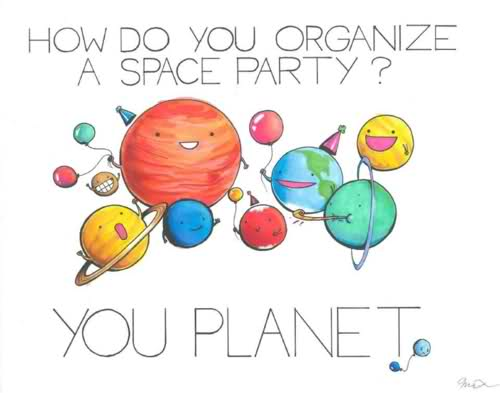 HOW DO YOU ORGANIZE
A SPACE PARTY?
YOU PLANET.